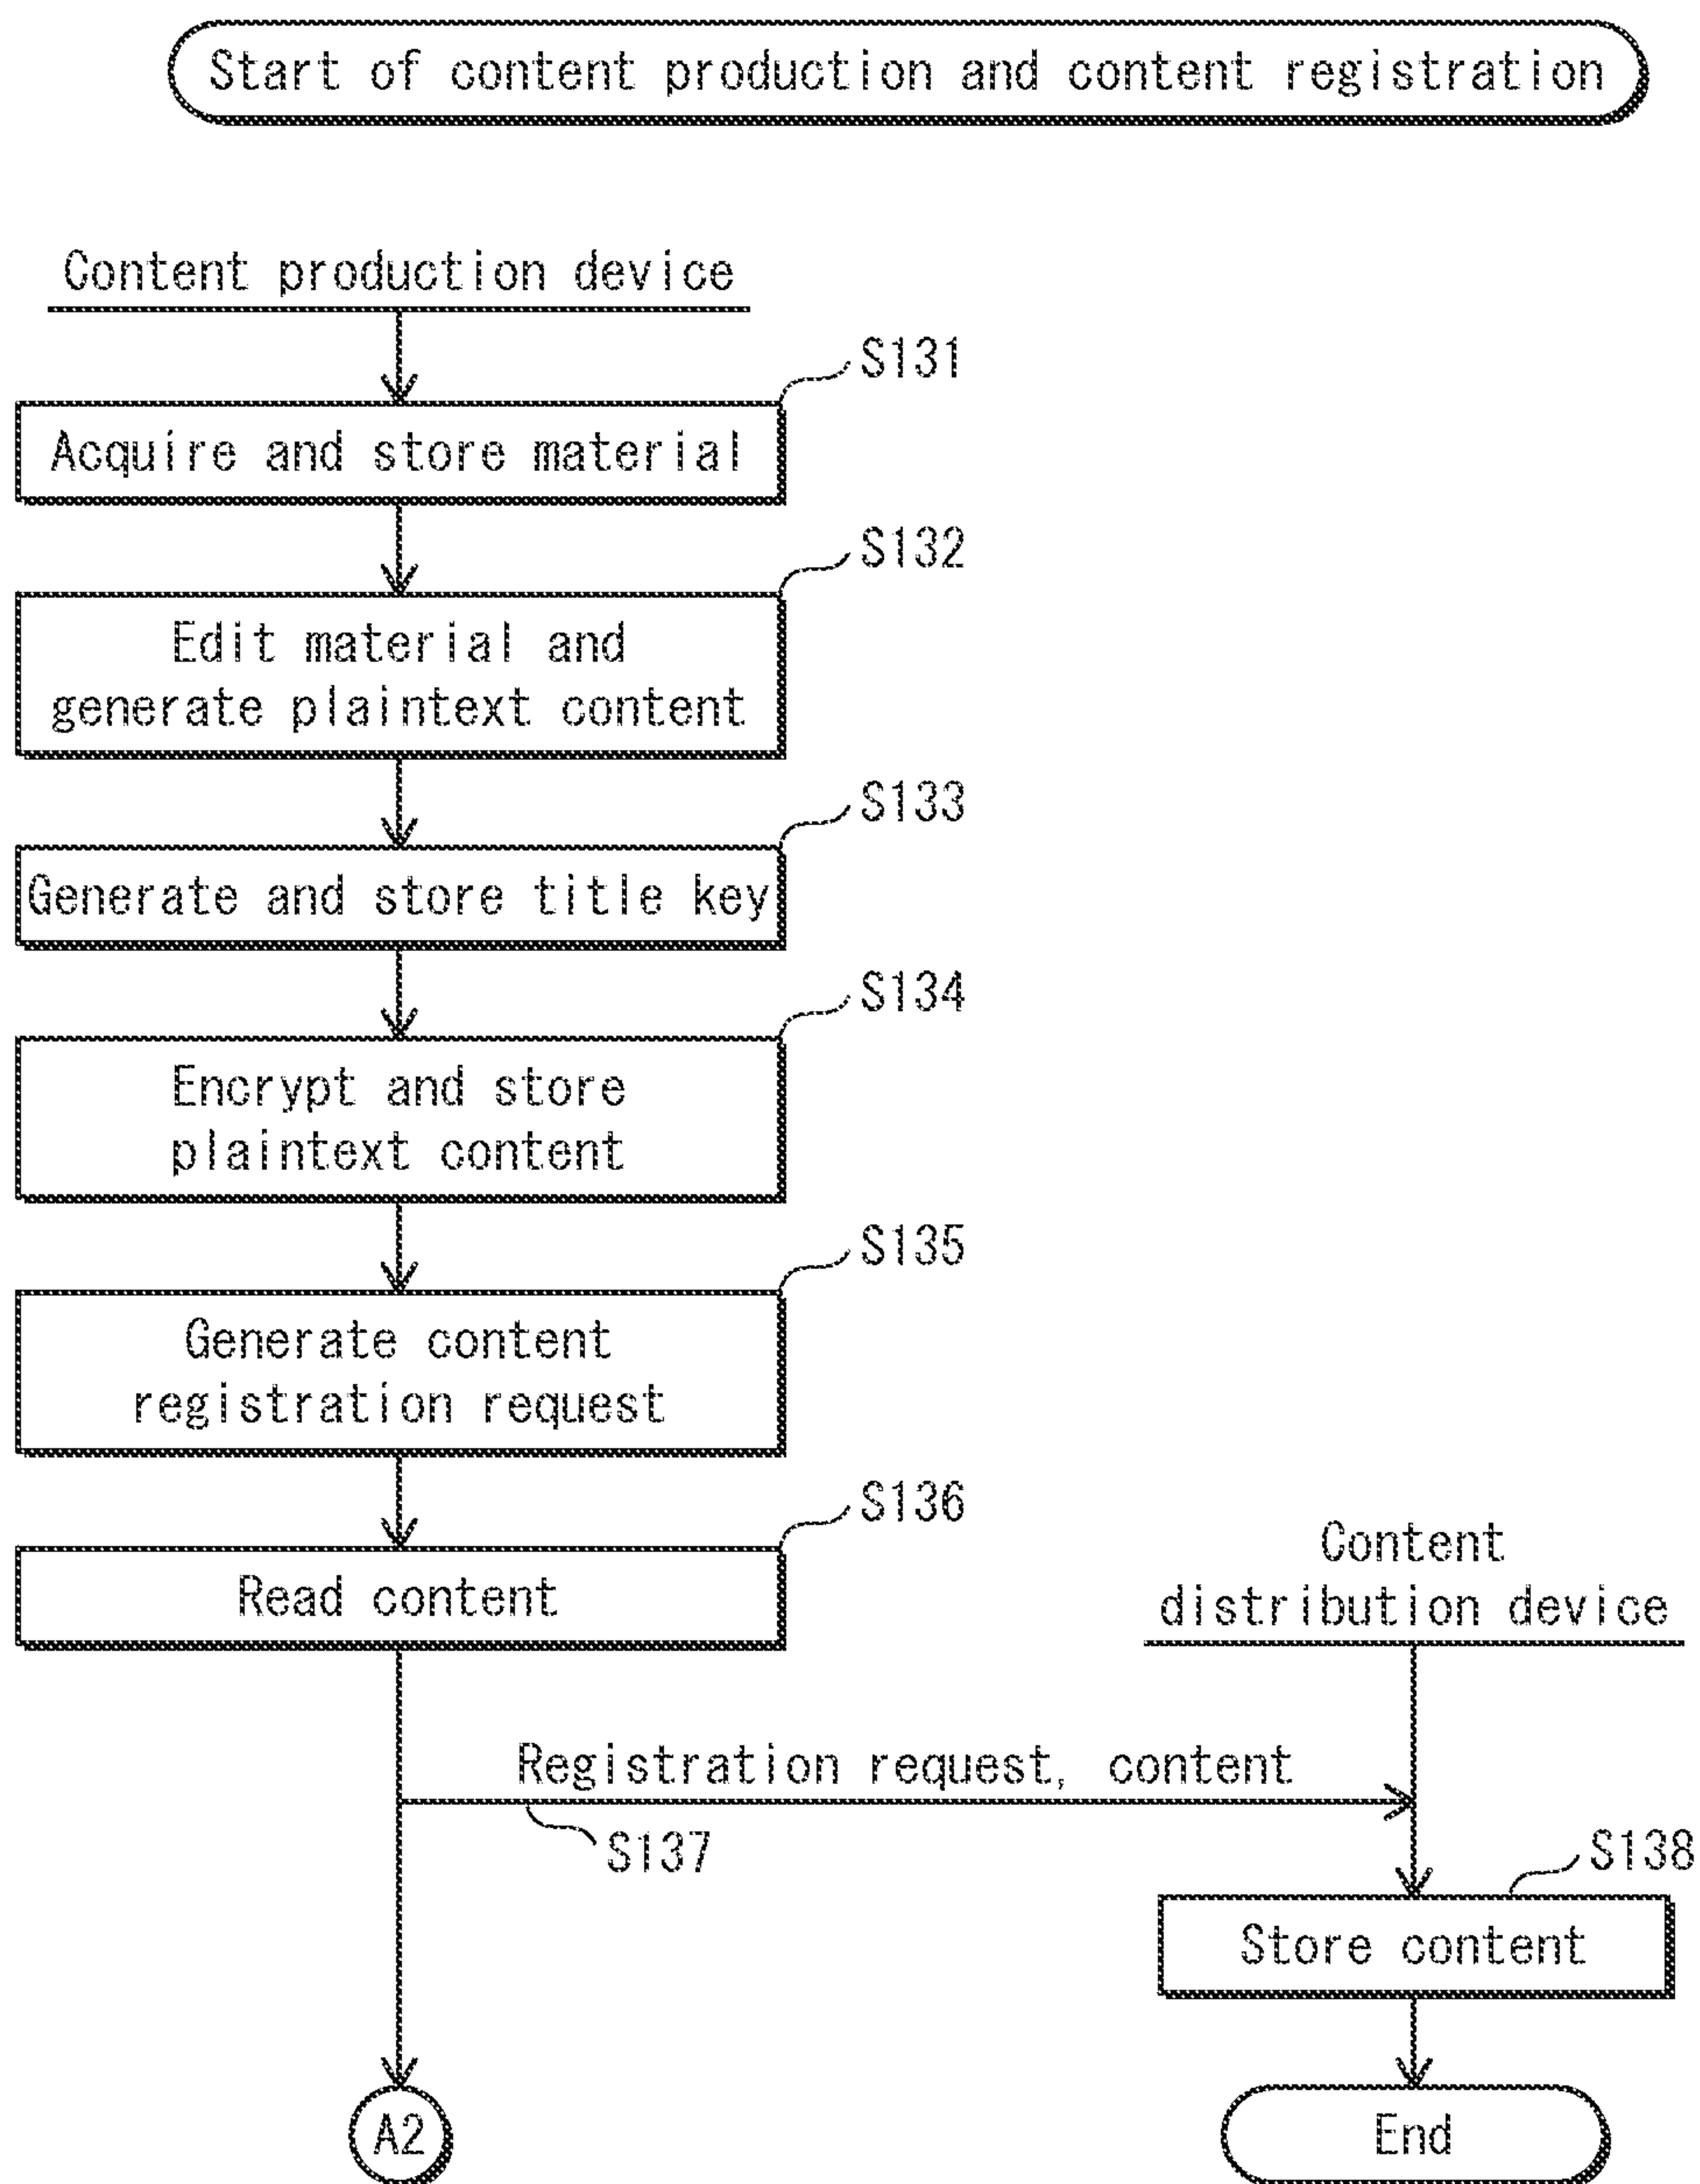 Start of content production and content registration
Content production device
S131
Acquire and store material
S132
Edit material and
generate plaintext content
S133
Generate and store title key
S134
Encrypt and store
plaintext content
S135
Generate content
registration request
S136
Read content
Content
distribution device
Registration request, content
S137
S138
Store content
A2
End